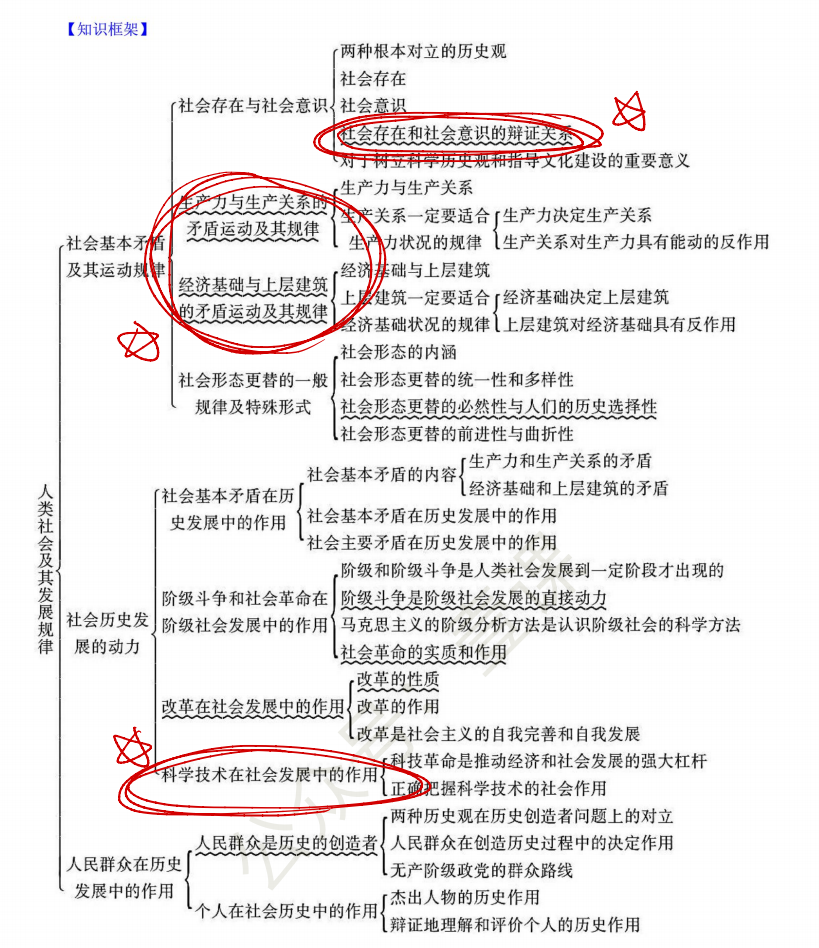 【知识框架】
两种根本对立的历史观
社会存在
社会存在与社会意识
社会意识
社会存在和社会意识的辩证关系
对于树立科学历史观和指导文化建设的重要意义
生产力与生产关系的
矛盾运动及其规律
生产力与生产关系
生产关系一定要适合
生产力状况的规律
生产力决定生产关系
生产关系对生产力具有能动的反作用
社会基本矛盾
及其运动规律
经济基础与上层建筑
的矛盾运动及其规律
经济基础与上层建筑
上层建筑一定要适合
经济基础状况的规律
经济基础决定上层建筑
上层建筑对经济基础具有反作用
社会形态更替的一般
规律及特殊形式
社会形态的内涵
社会形态更替的统一性和多样性
社会形态更替的必然性与人们的历史选择性
社会形态更替的前进性与曲折性
人类社会及其发展规律
社会历史发
展的动力
社会基本矛盾在历
史发展中的作用
社会基本矛盾的内容
生产力和生产关系的矛盾
经济基础和上层建筑的矛盾
社会基本矛盾在历史发展中的作用
社会主要矛盾在历史发展中的作用
阶级斗争和社会革命在
阶级社会发展中的作用
阶级和阶级斗争是人类社会发展到一定阶段才出现的
阶级斗争是阶级社会发展的直接动力
马克思主义的阶级分析方法是认识阶级社会的科学方法
社会革命的实质和作用
改革在社会发展中的作用
改革的性质
改革的作用
改革是社会主义的自我完善和自我发展
科学技术在社会发展中的作用
科技革命是推动经济和社会发展的强大杠杆
正确把握科学技术的社会作用
人民群众在历史
发展中的作用
人民群众是历史的创造者
两种历史观在历史创造者问题上的对立
人民群众在创造历史过程中的决定作用
无产阶级政党的群众路线
个人在社会历史中的作用
杰出人物的历史作用
辩证地理解和评价个人的历史作用
公众号